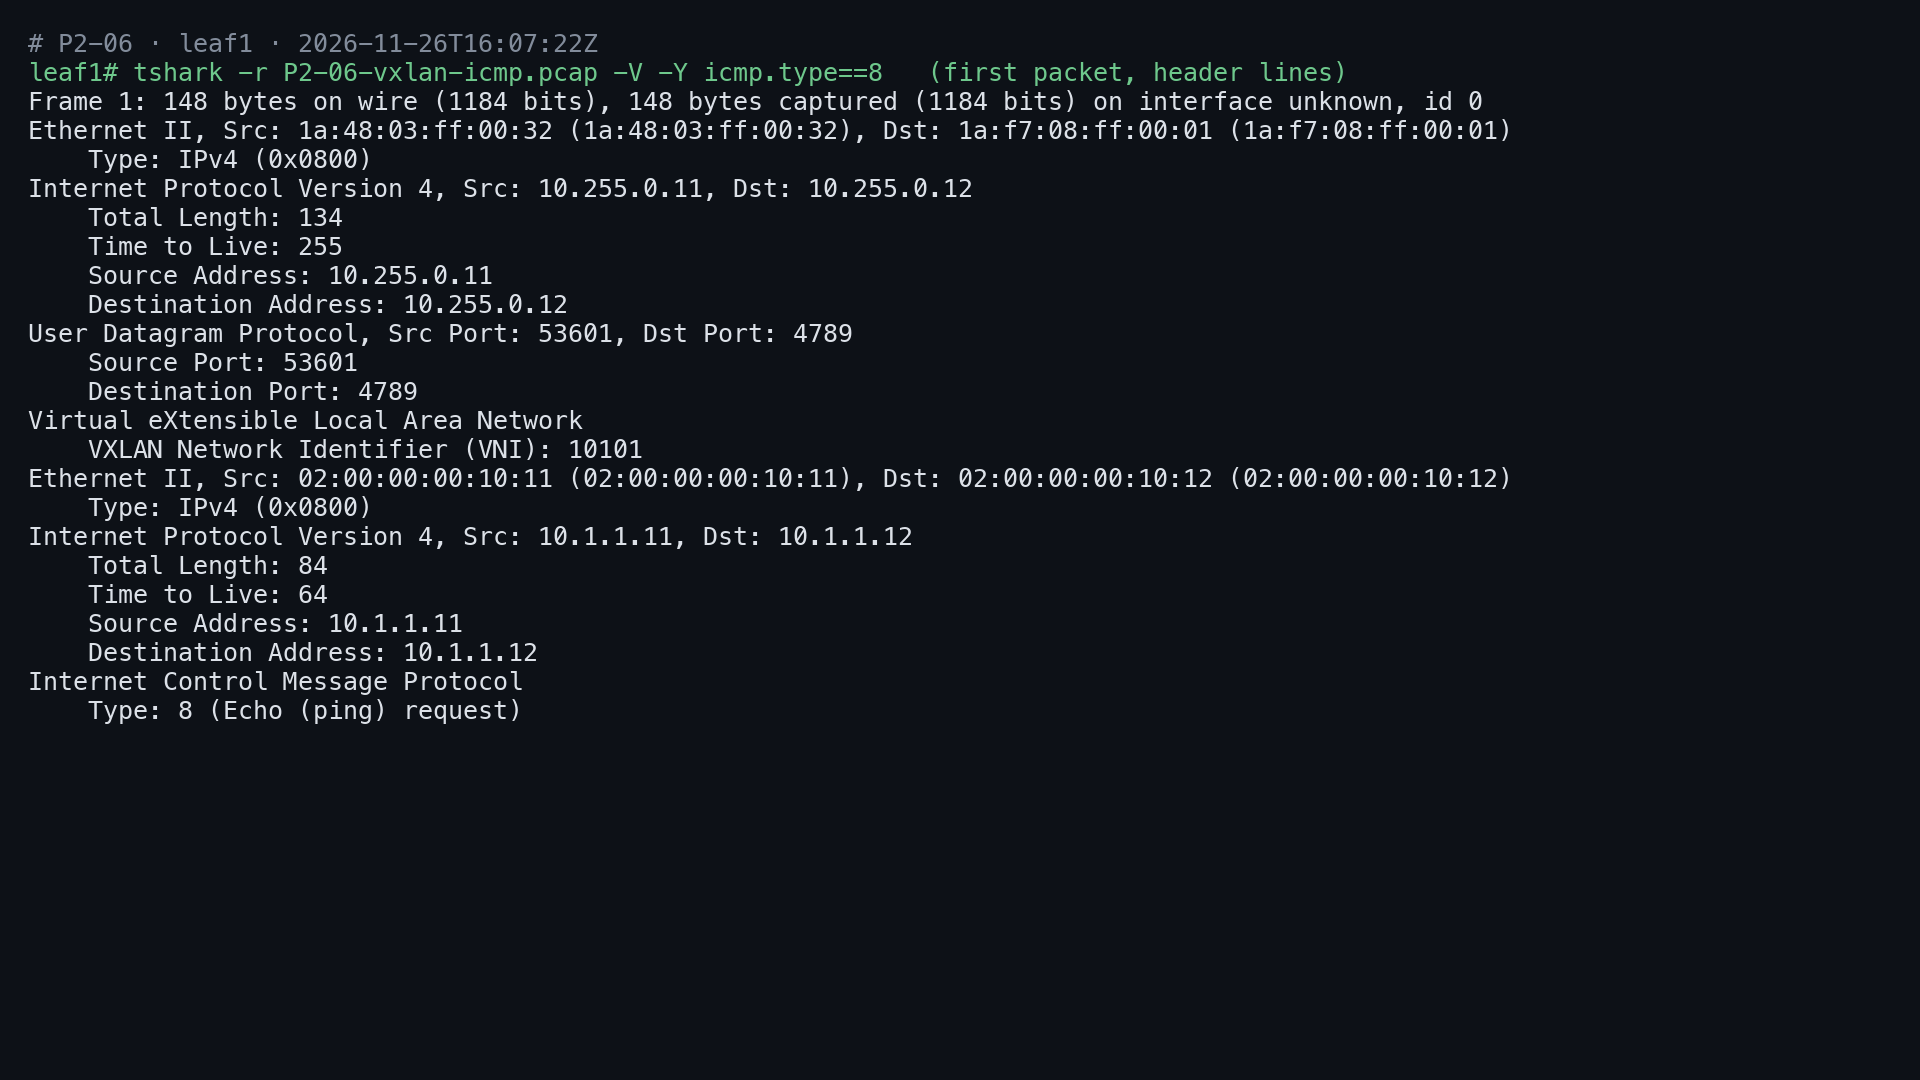 # P2-06 · leaf1 · 2026-11-26T16:07:22Z
leaf1# tshark -r P2-06-vxlan-icmp.pcap -V -Y icmp.type==8   (first packet, header lines)
Frame 1: 148 bytes on wire (1184 bits), 148 bytes captured (1184 bits) on interface unknown, id 0
Ethernet II, Src: 1a:48:03:ff:00:32 (1a:48:03:ff:00:32), Dst: 1a:f7:08:ff:00:01 (1a:f7:08:ff:00:01)
    Type: IPv4 (0x0800)
Internet Protocol Version 4, Src: 10.255.0.11, Dst: 10.255.0.12
    Total Length: 134
    Time to Live: 255
    Source Address: 10.255.0.11
    Destination Address: 10.255.0.12
User Datagram Protocol, Src Port: 53601, Dst Port: 4789
    Source Port: 53601
    Destination Port: 4789
Virtual eXtensible Local Area Network
    VXLAN Network Identifier (VNI): 10101
Ethernet II, Src: 02:00:00:00:10:11 (02:00:00:00:10:11), Dst: 02:00:00:00:10:12 (02:00:00:00:10:12)
    Type: IPv4 (0x0800)
Internet Protocol Version 4, Src: 10.1.1.11, Dst: 10.1.1.12
    Total Length: 84
    Time to Live: 64
    Source Address: 10.1.1.11
    Destination Address: 10.1.1.12
Internet Control Message Protocol
    Type: 8 (Echo (ping) request)